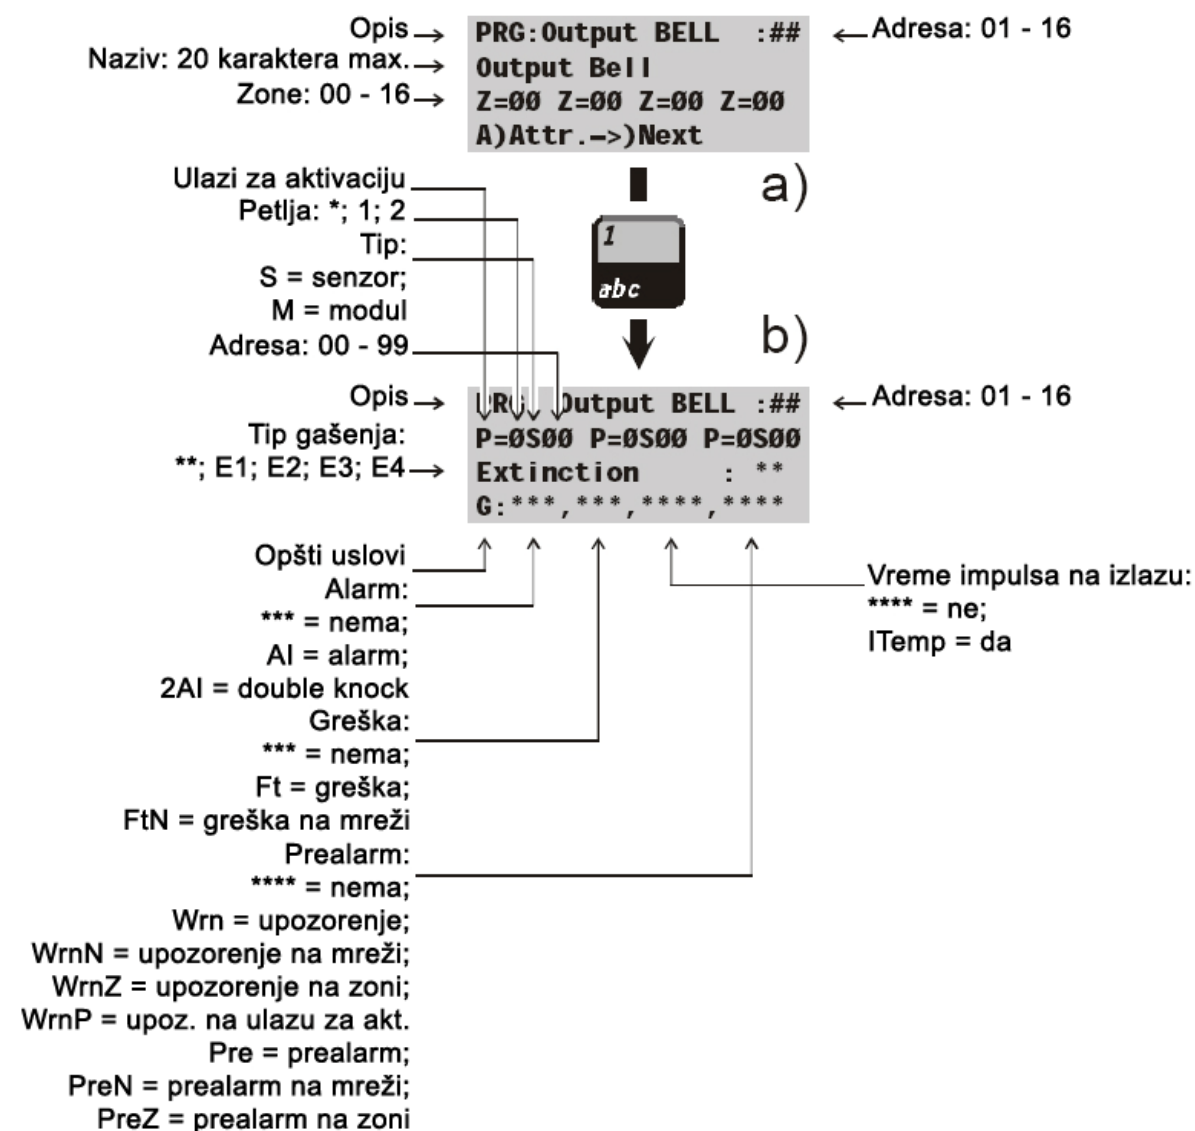 Opis
PRG:Output BELL :##
Adresa: 01 - 16
Naziv: 20 karaktera max.
Output Bell
Zone: 00 - 16
Z=00 Z=00 Z=00 Z=00
A)Attr.->)Next
a)
Ulazi za aktivaciju
Petlja: *; 1; 2
Tip:
S = senzor;
M = modul
Adresa: 00 - 99
1
abc
b)
Opis
PRG Output BELL :##
Adresa: 01 - 16
Tip gašenja:
P=0S00 P=0S00 P=0S00
**; E1; E2; E3; E4
Extinction : **
G:***,***,****,****
Opšti uslovi
Alarm:
*** = nema;
Al = alarm;
2Al = double knock
Greška:
*** = nema;
Ft = greška;
FtN = greška na mreži
Prealarm:
**** = nema;
Wrn = upozorenje;
WrnN = upozorenje na mreži;
WrnZ = upozorenje na zoni;
WrnP = upoz. na ulazu za akt.
Pre = prealarm;
PreN = prealarm na mreži;
PreZ = prealarm na zoni
Vreme impulsa na izlazu:
**** = ne;
ITemp = da